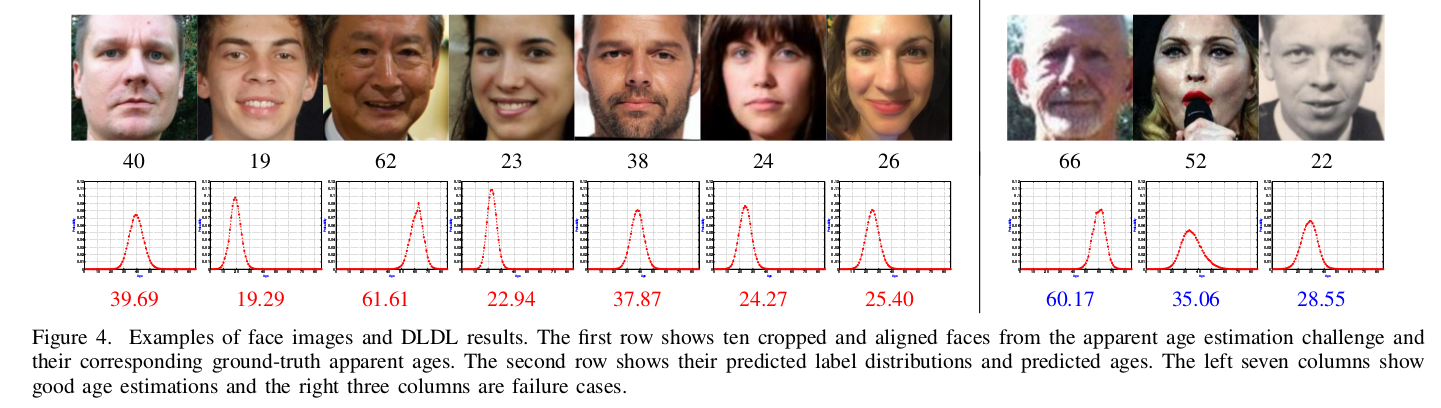 40 19 62 23 38 24 26 66 52 22
39.69 19.29 61.61 22.94 37.87 24.27 25.40 60.17 35.06 28.55
Figure 4. Examples of face images and DLDL results. The first row shows ten cropped and aligned faces from the apparent age estimation challenge and
their corresponding ground-truth apparent ages. The second row shows their predicted label distributions and predicted ages. The left seven columns show
good age estimations and the right three columns are failure cases.